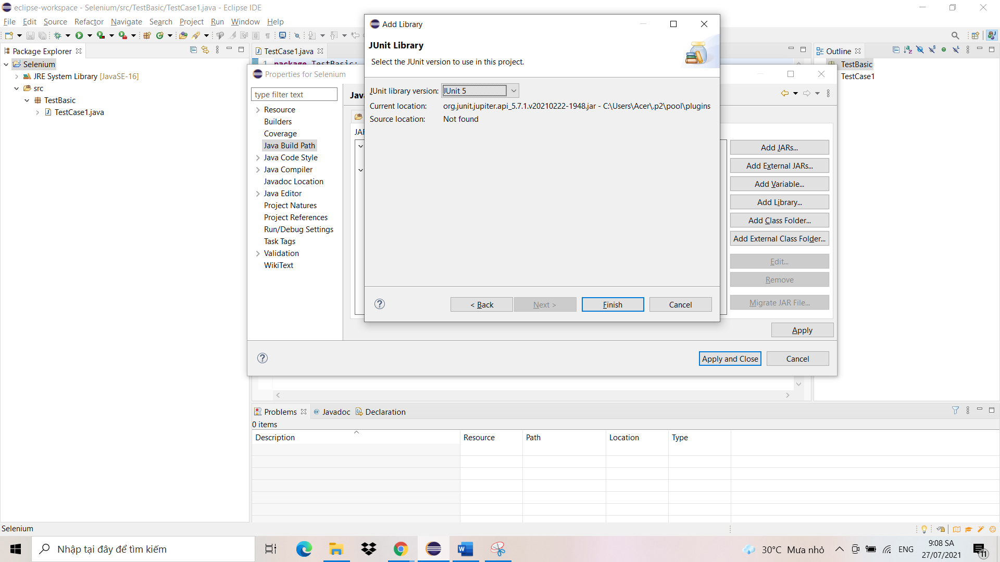 eclipse-workspace - Selenium/src/TestBasic/TestCase1.java - Eclipse IDE
File Edit Source Refactor Navigate Search Project Run Window Help
Package Explorer
Selenium
JRE System Library [JavaSE-16]
src
TestBasic
TestCase1.java
TestCase1.java
1 package TestBasic;
Outline
TestBasic
TestCase1
Properties for Selenium
type filter text
Resource
Builders
Coverage
Java Build Path
Java Code Style
Java Compiler
Javadoc Location
Java Editor
Project Natures
Project References
Run/Debug Settings
Task Tags
Validation
WikiText
Jav
JAR
Add JARs...
Add External JARs...
Add Variable...
Add Library...
Add Class Folder...
Add External Class Folder...
Edit...
Remove
Migrate JAR File...
Apply
Apply and Close
Cancel
Add Library
JUnit Library
Select the JUnit version to use in this project.
JUnit library version: JUnit 5
Current location: org.junit.jupiter.api_5.7.1.v20210222-1948.jar - C:\Users\Acer\.p2\pool\plugins
Source location: Not found
< Back
Next >
Finish
Cancel
Problems
Javadoc
Declaration
0 items
Description Resource Path Location Type
Selenium
Nhập tại đây để tìm kiếm
30°C Mưa nhỏ
ENG
9:08 SA
27/07/2021
11